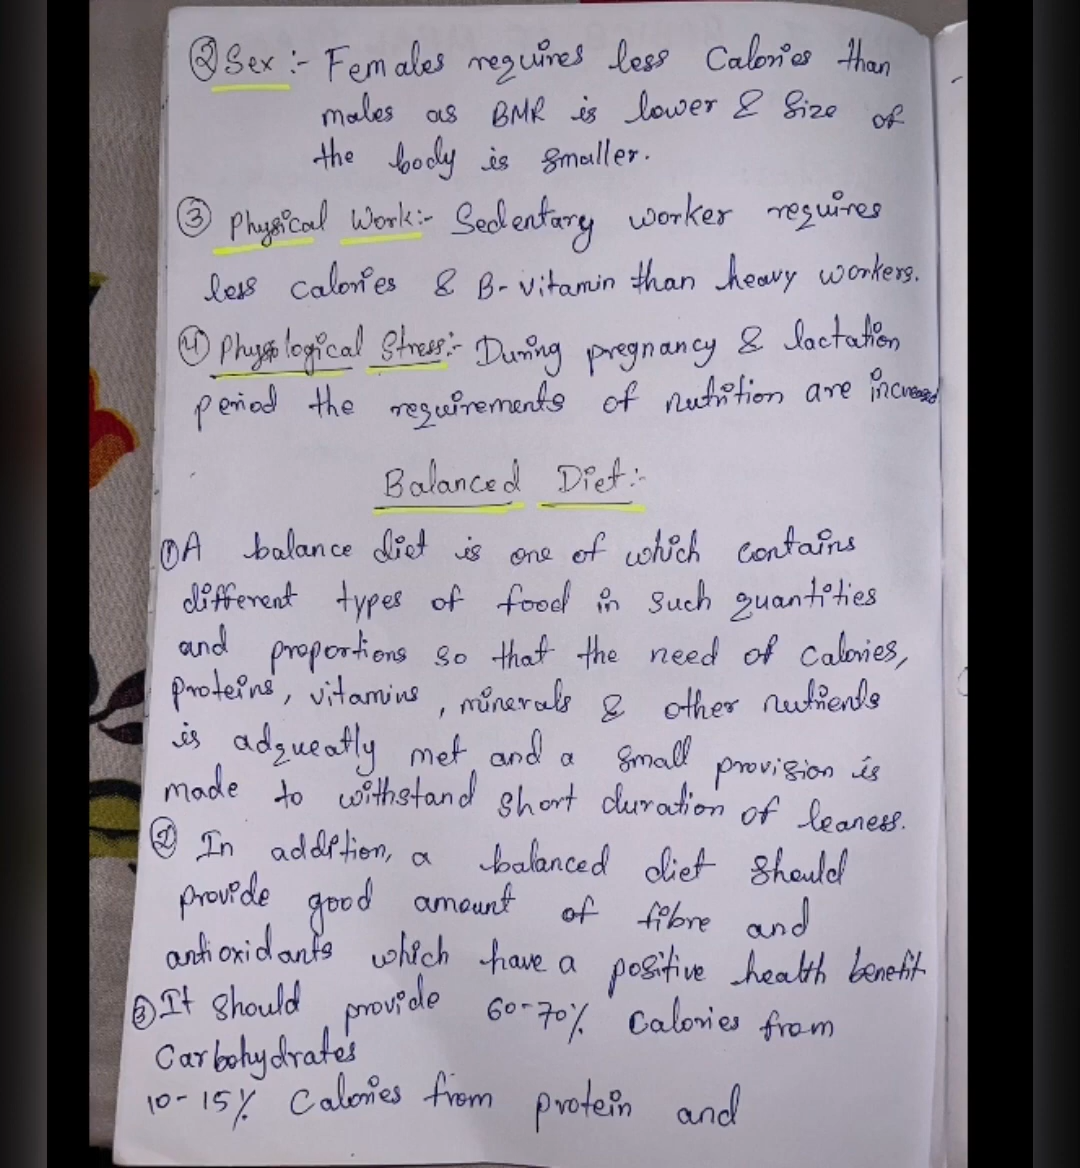 ② Sex :- Females requires less Calories than
males as BMR is lower & Size of
the body is smaller.
③ Physical Work:- Sedentary worker requires
less calories & B-vitamin than heavy workers.
④ Physiological Stress:- During pregnancy & lactation
period the requirements of nutrition are increased
Balanced Diet:-
① A balance diet is one of which contains
different types of food in such quantities
and proportions so that the need of calories,
proteins, vitamins, minerals & other nutrients
is adqueatly met and a small provision is
made to withstand short duration of leaness.
② In addition, a balanced diet should
provide good amount of fibre and
antioxidants which have a positive health benefit
③ It should provide 60-70% Calories from
Carbohydrates
10-15% Calories from protein and